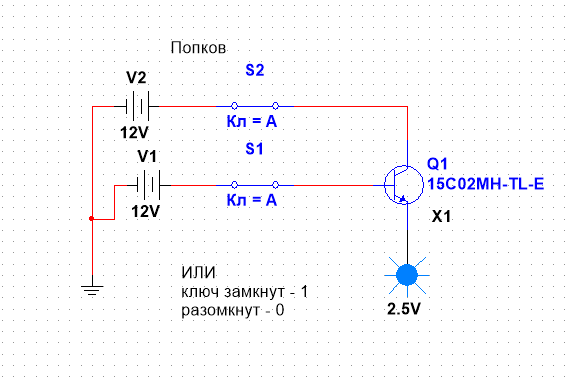 Попков
S2
V2
12V
Кл = A
S1
V1
12V
Кл = A
Q1
15C02MH-TL-E
X1
2.5V
ИЛИ
ключ замкнут - 1
разомкнут - 0